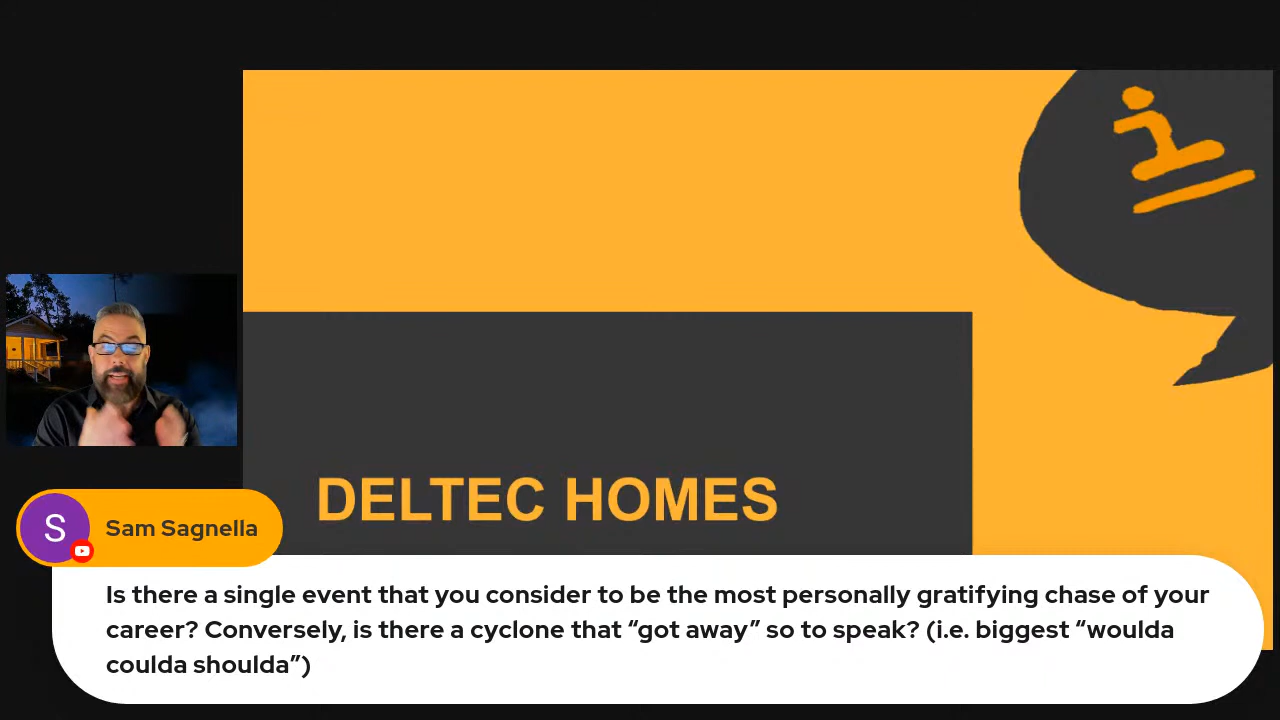 DELTEC HOMES
S
Sam Sagnella
Is there a single event that you consider to be the most personally gratifying chase of your
career? Conversely, is there a cyclone that “got away” so to speak? (i.e. biggest “woulda
coulda shoulda”)